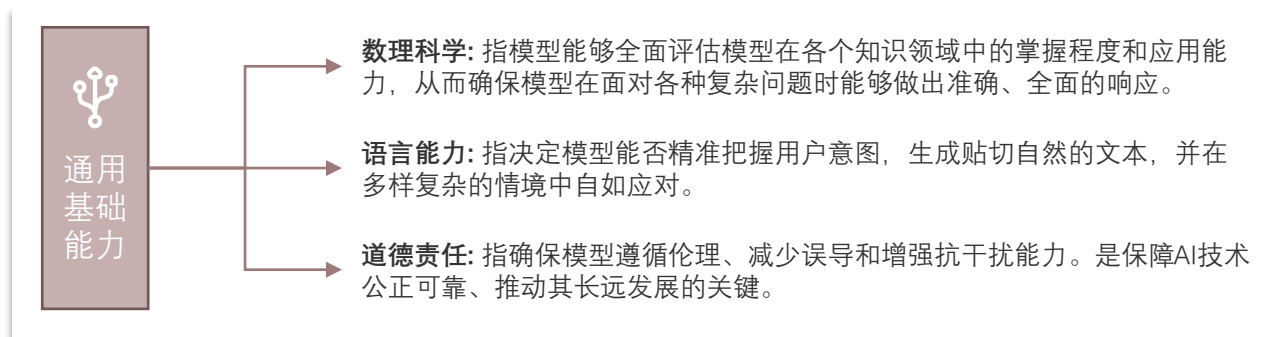 通用
基础
能力
数理科学: 指模型能够全面评估模型在各个知识领域中的掌握程度和应用能
力，从而确保模型在面对各种复杂问题时能够做出准确、全面的响应。
语言能力: 指决定模型能否精准把握用户意图，生成贴切自然的文本，并在
多样复杂的情境中自如应对。
道德责任: 指确保模型遵循伦理、减少误导和增强抗干扰能力。是保障AI技术
公正可靠、推动其长远发展的关键。